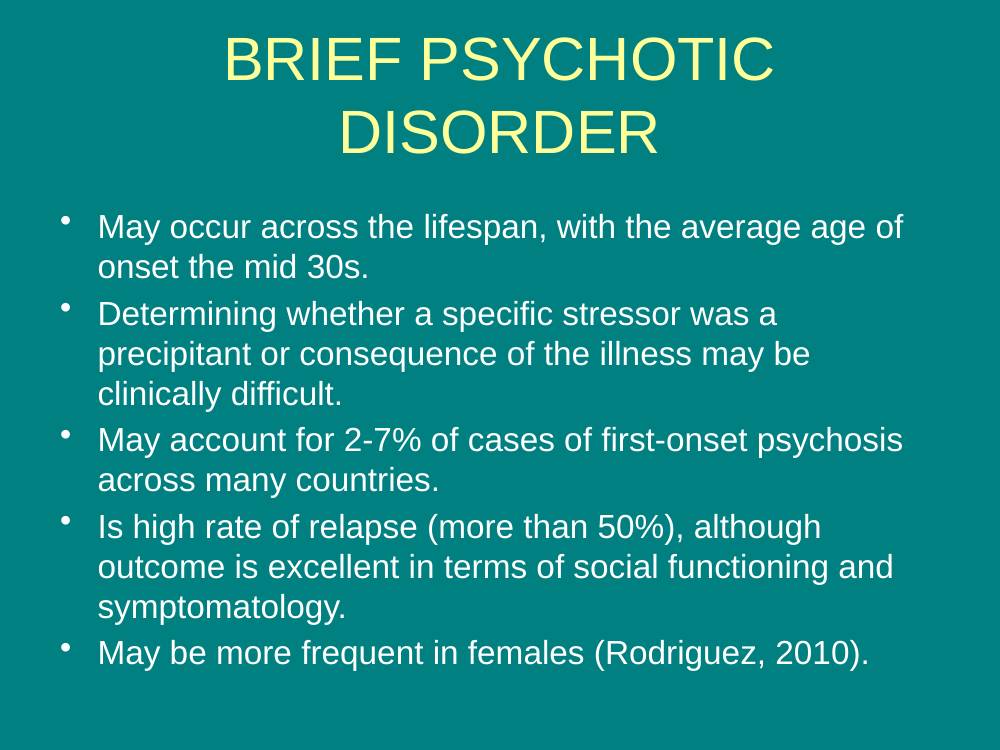 BRIEF PSYCHOTIC
DISORDER
• May occur across the lifespan, with the average age of
onset the mid 30s.
• Determining whether a specific stressor was a
precipitant or consequence of the illness may be
clinically difficult.
• May account for 2-7% of cases of first-onset psychosis
across many countries.
• Is high rate of relapse (more than 50%), although
outcome is excellent in terms of social functioning and
symptomatology.
• May be more frequent in females (Rodriguez, 2010).